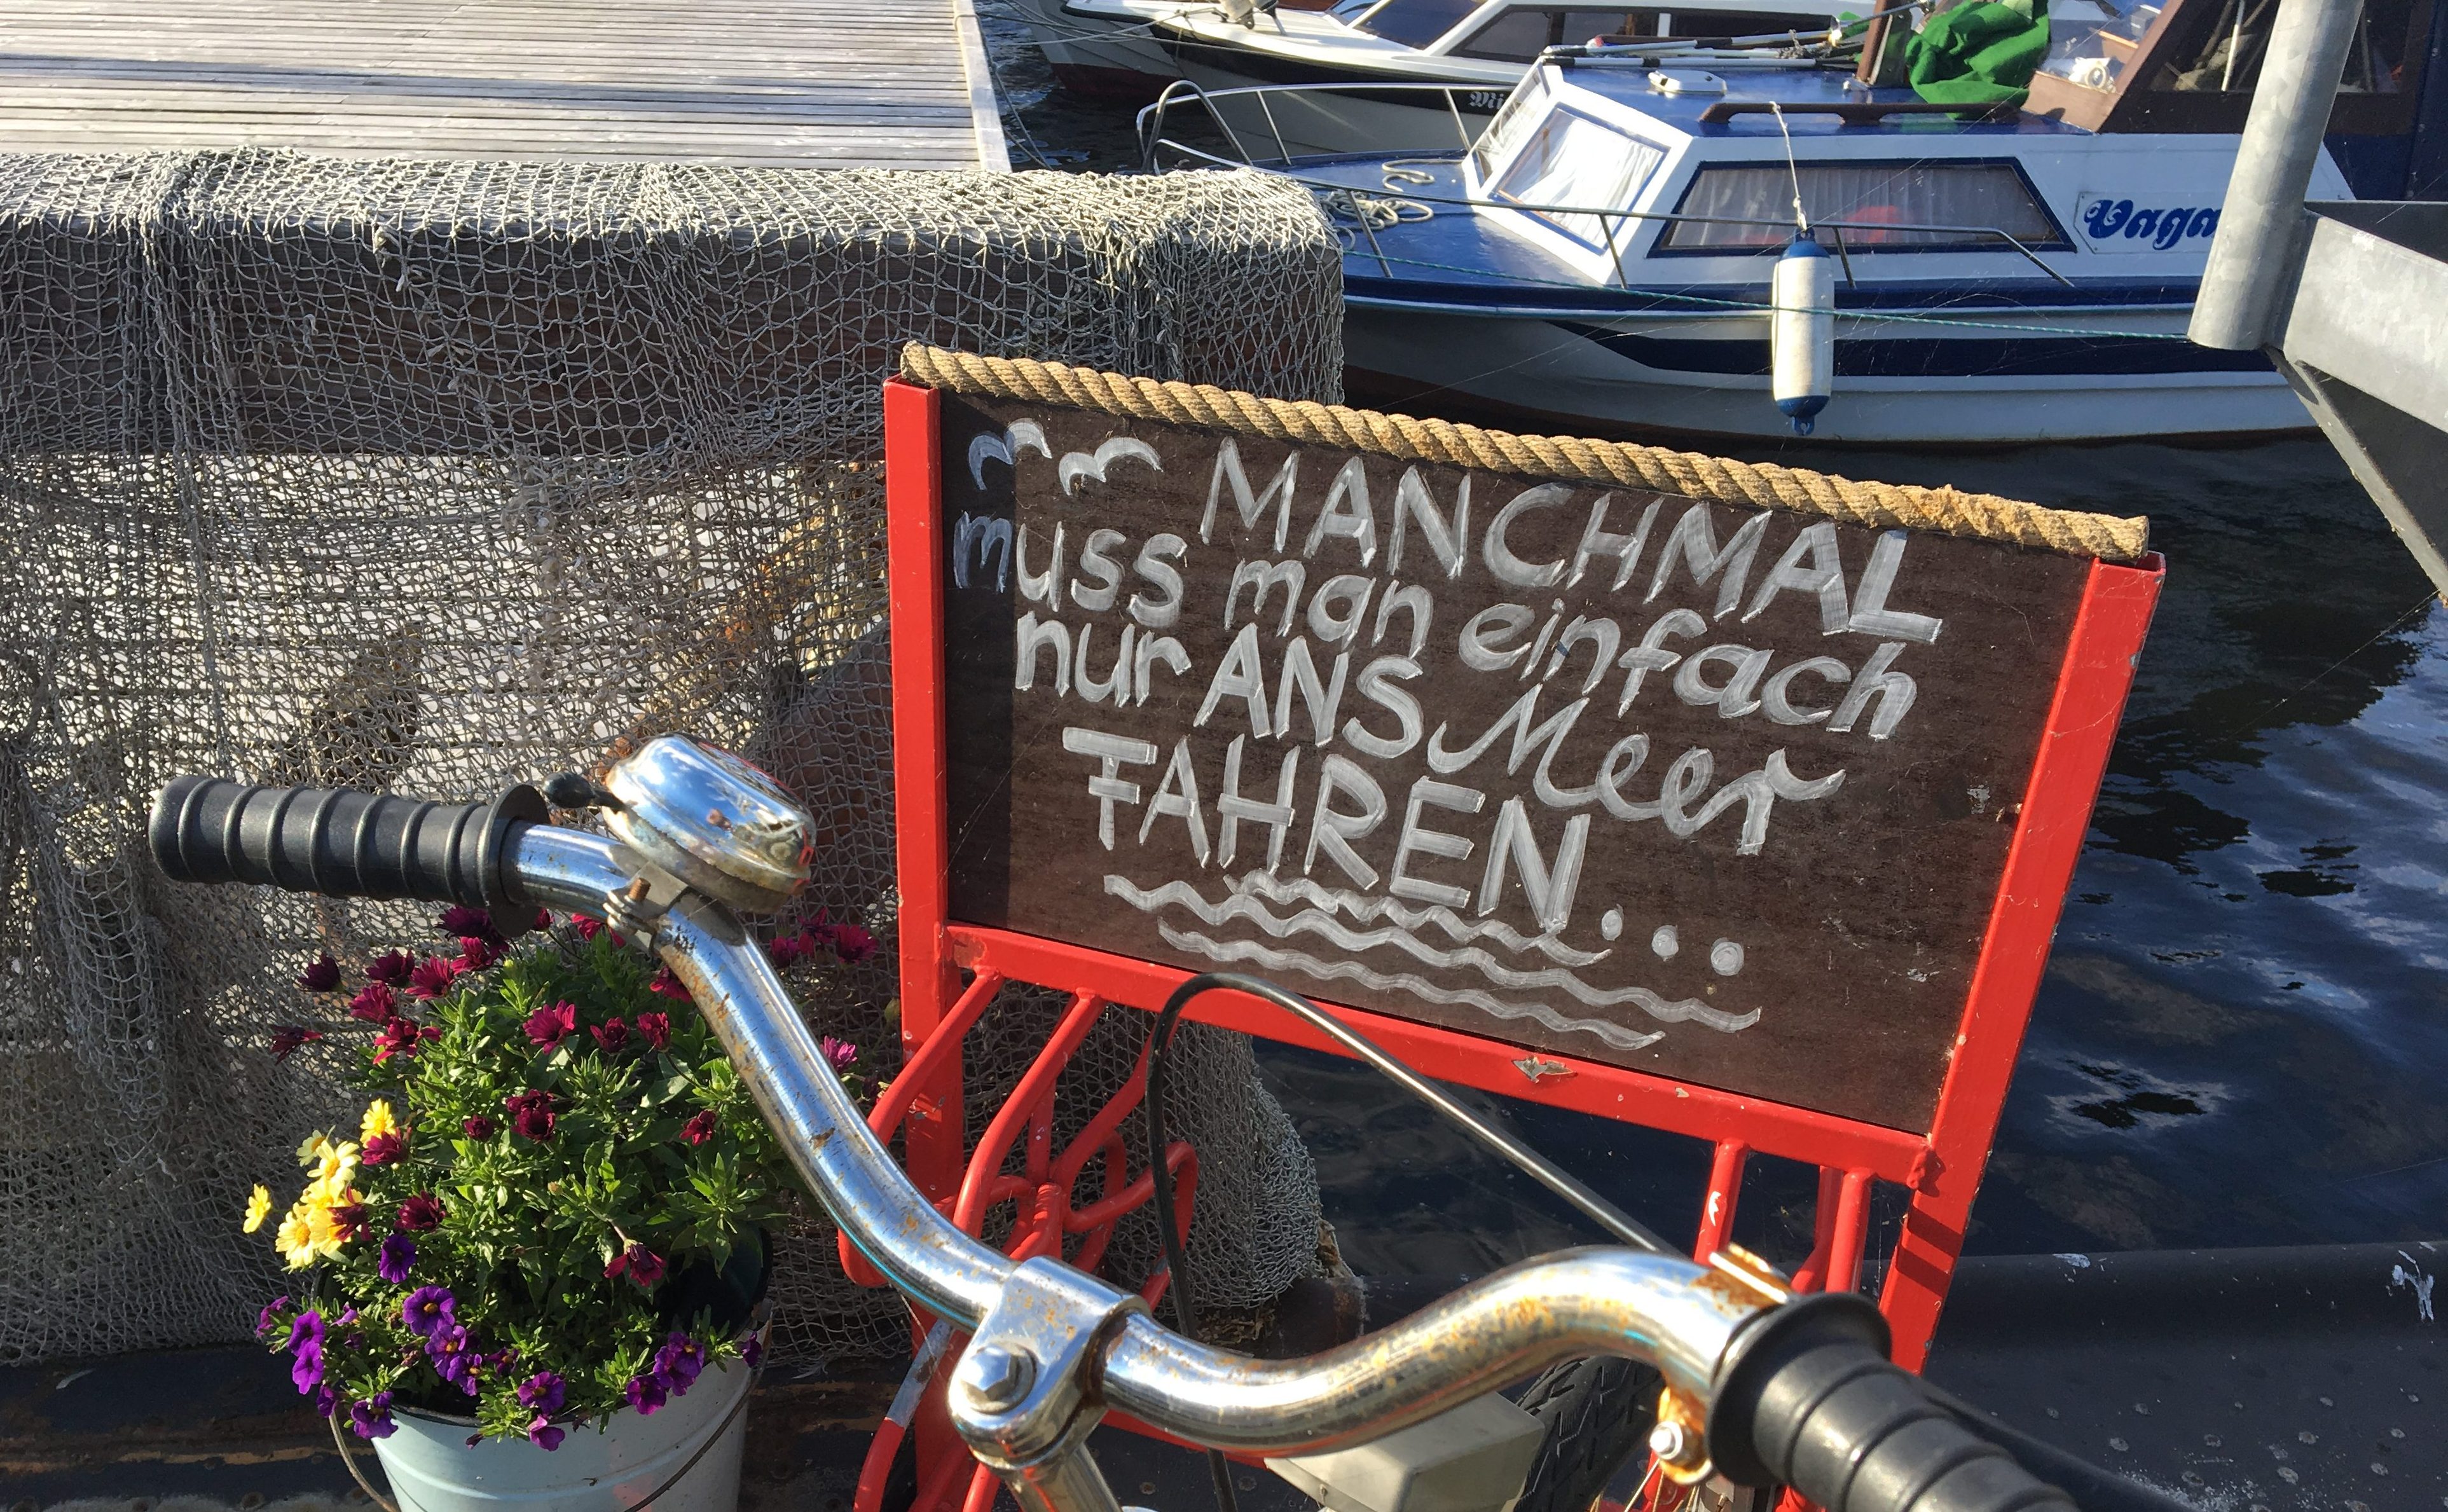 MANCHMAL
muss man einfach
nur ANS Meer
FAHREN...